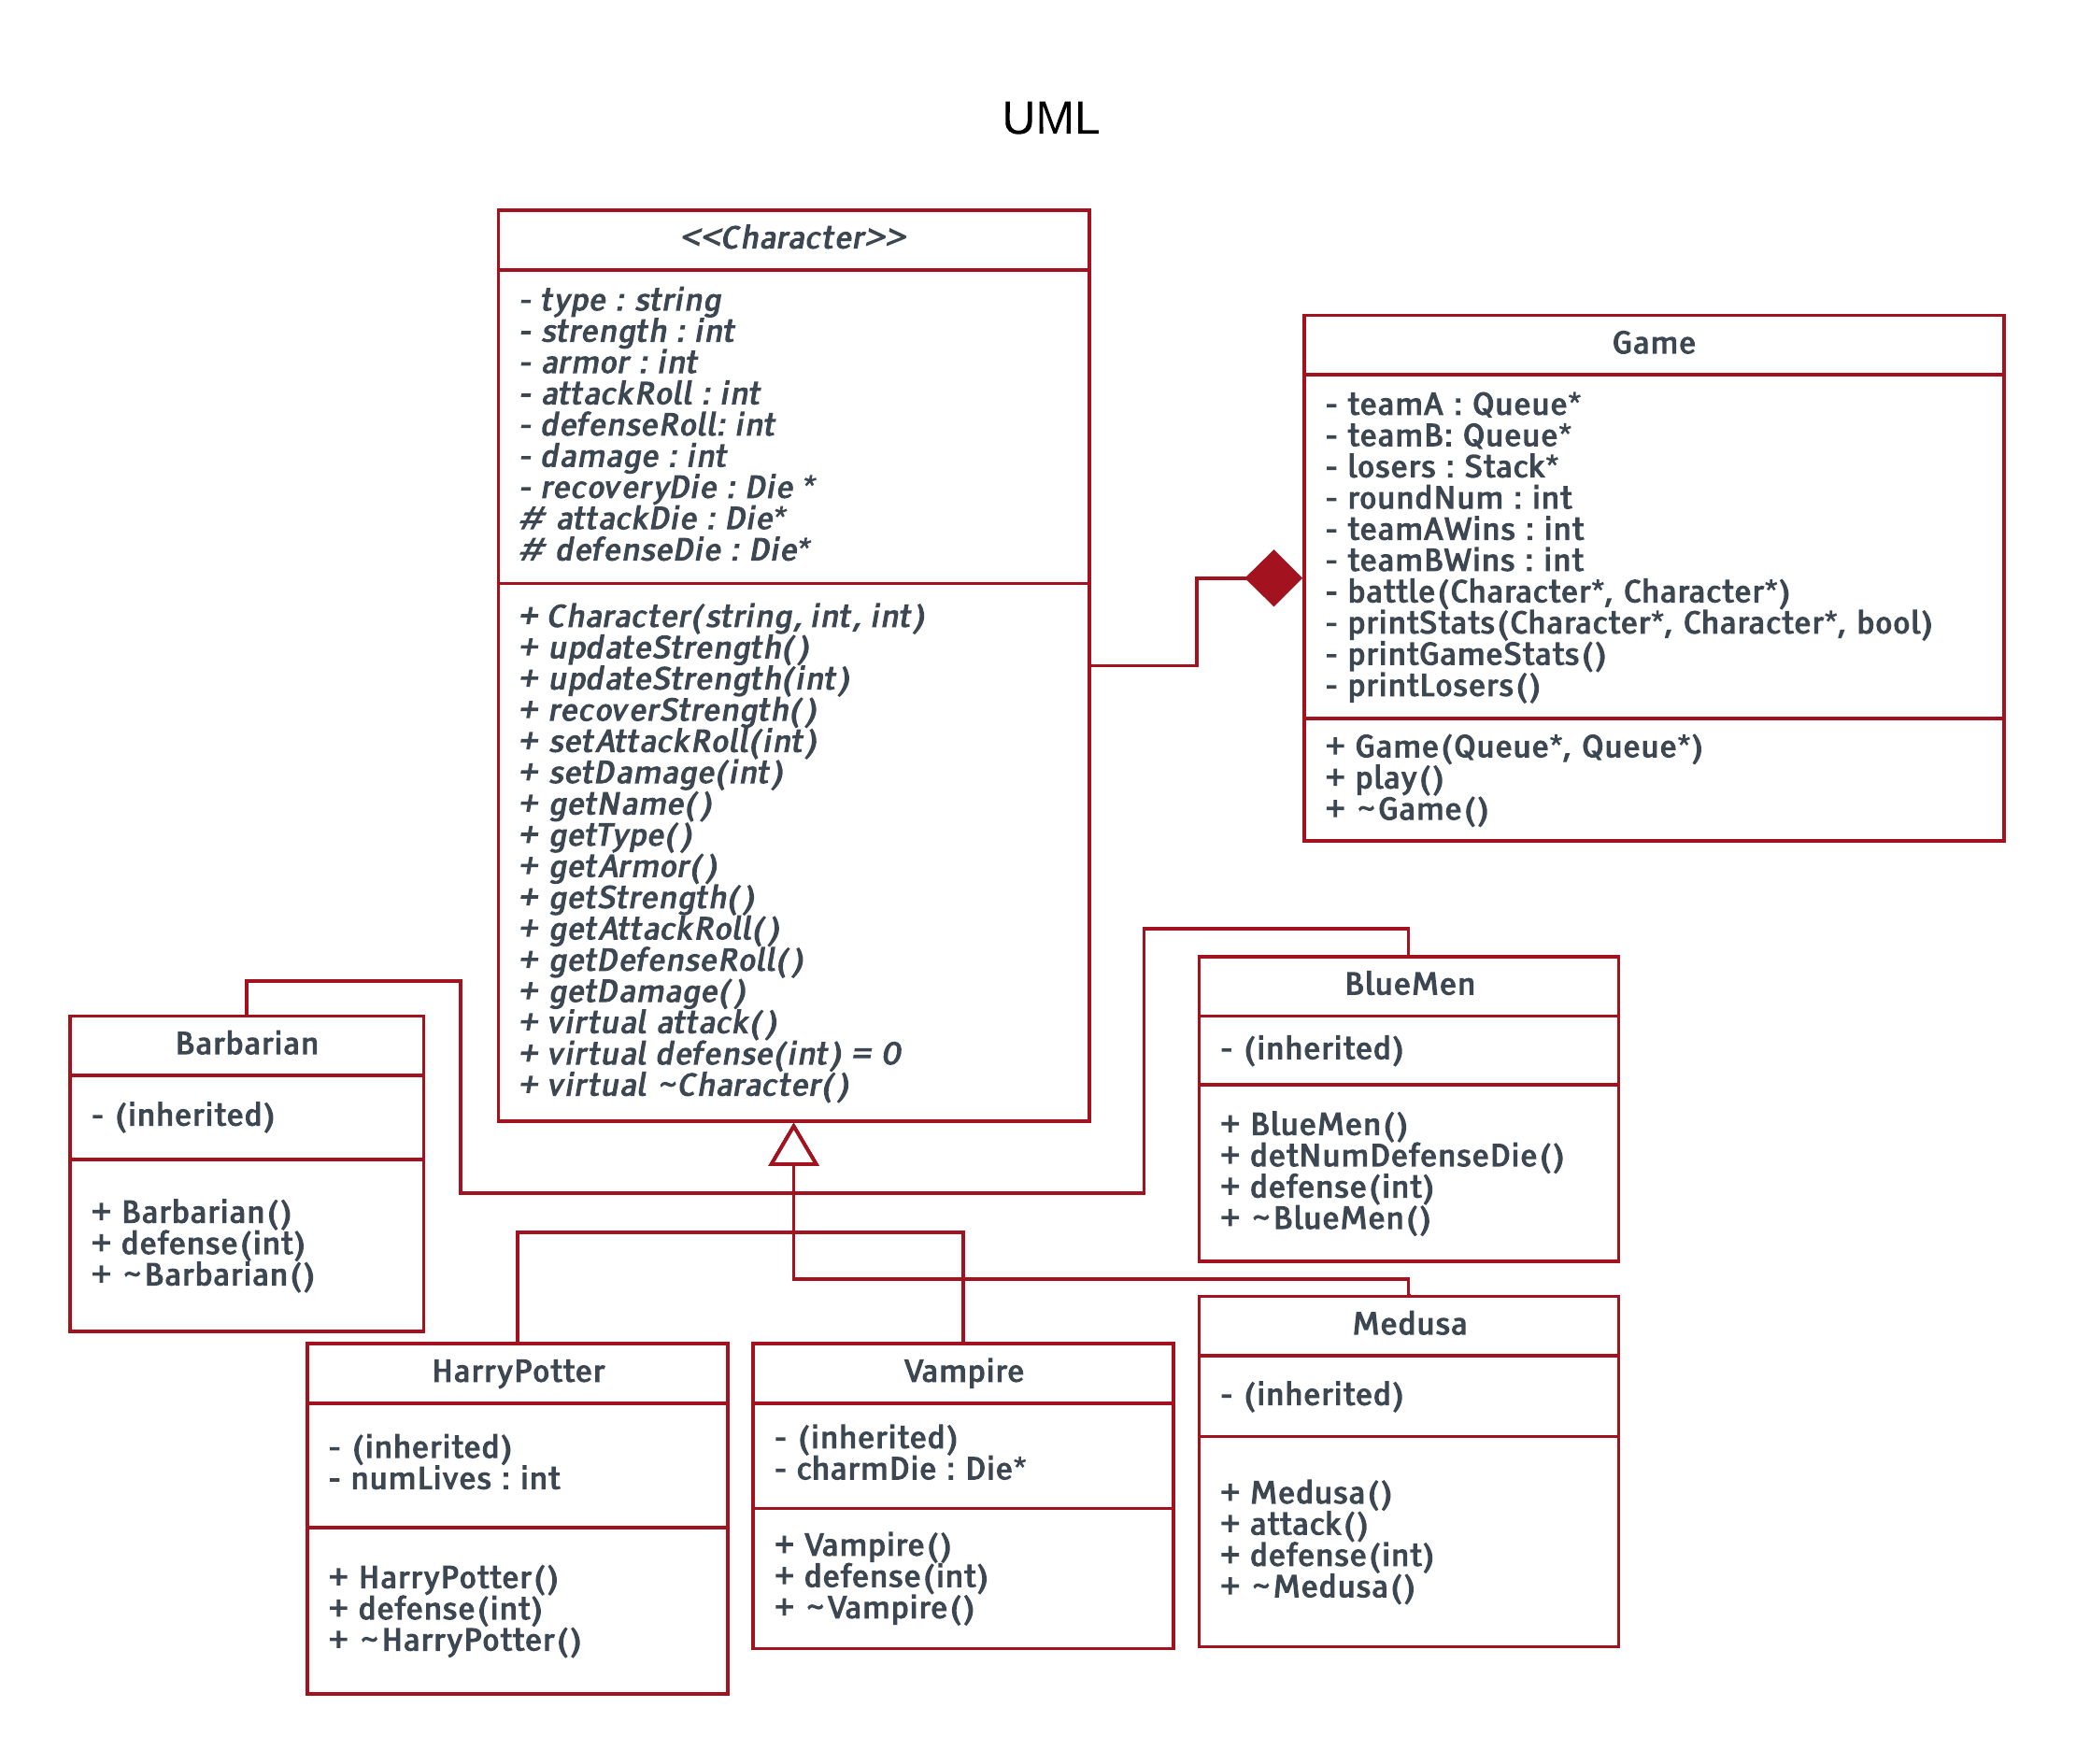 UML
<<Character>>
- type : string
- strength : int
- armor : int
- attackRoll : int
- defenseRoll: int
- damage : int
- recoveryDie : Die *
# attackDie : Die*
# defenseDie : Die*
+ Character(string, int, int)
+ updateStrength()
+ updateStrength(int)
+ recoverStrength()
+ setAttackRoll(int)
+ setDamage(int)
+ getName()
+ getType()
+ getArmor()
+ getStrength()
+ getAttackRoll()
+ getDefenseRoll()
+ getDamage()
+ virtual attack()
+ virtual defense(int) = 0
+ virtual ~Character()
Game
- teamA : Queue*
- teamB: Queue*
- losers : Stack*
- roundNum : int
- teamAWins : int
- teamBWins : int
- battle(Character*, Character*)
- printStats(Character*, Character*, bool)
- printGameStats()
- printLosers()
+ Game(Queue*, Queue*)
+ play()
+ ~Game()
Barbarian
- (inherited)
+ Barbarian()
+ defense(int)
+ ~Barbarian()
BlueMen
- (inherited)
+ BlueMen()
+ detNumDefenseDie()
+ defense(int)
+ ~BlueMen()
HarryPotter
- (inherited)
- numLives : int
+ HarryPotter()
+ defense(int)
+ ~HarryPotter()
Vampire
- (inherited)
- charmDie : Die*
+ Vampire()
+ defense(int)
+ ~Vampire()
Medusa
- (inherited)
+ Medusa()
+ attack()
+ defense(int)
+ ~Medusa()